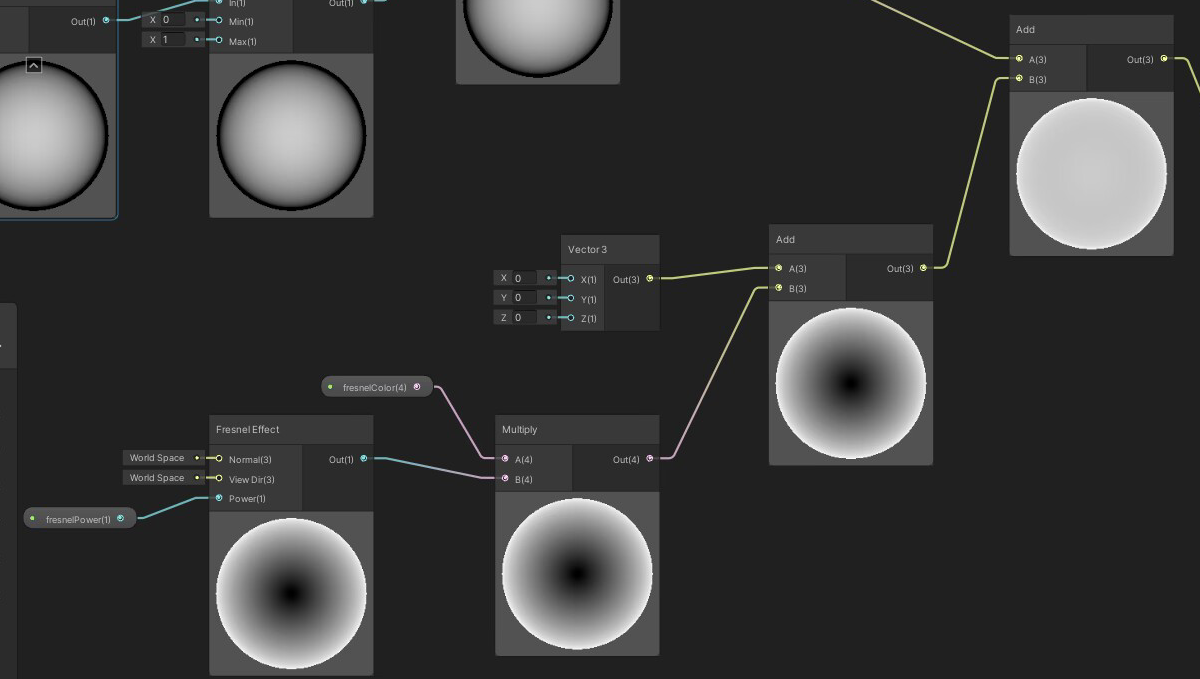 Out(1)
X 0
X 1
In(1)
Min(1)
Max(1)
Out(1)
Add
A(3)
B(3)
Out(3)
Vector 3
X 0
Y 0
Z 0
X(1)
Y(1)
Z(1)
Out(3)
Add
A(3)
B(3)
Out(3)
fresnelColor(4)
Fresnel Effect
World Space
World Space
Normal(3)
View Dir(3)
Power(1)
Out(1)
fresnelPower(1)
Multiply
A(4)
B(4)
Out(4)